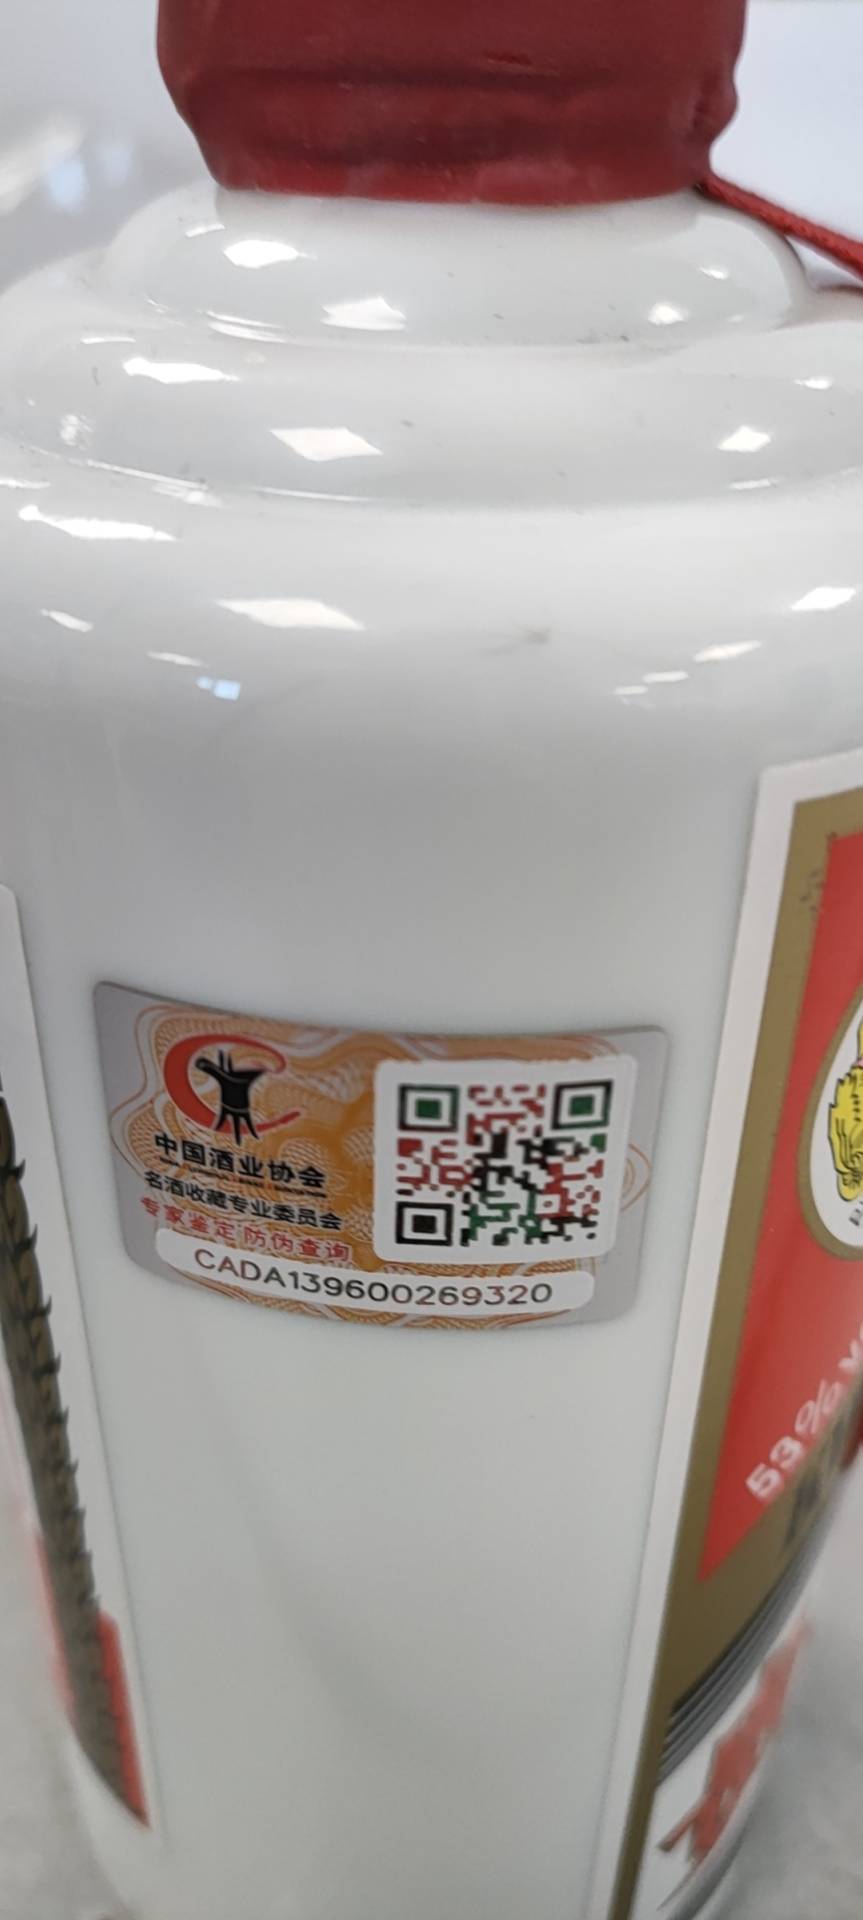 中国酒业协会
名酒收藏专业委员会
专家鉴定 防伪查询
CADA139600269320
53%